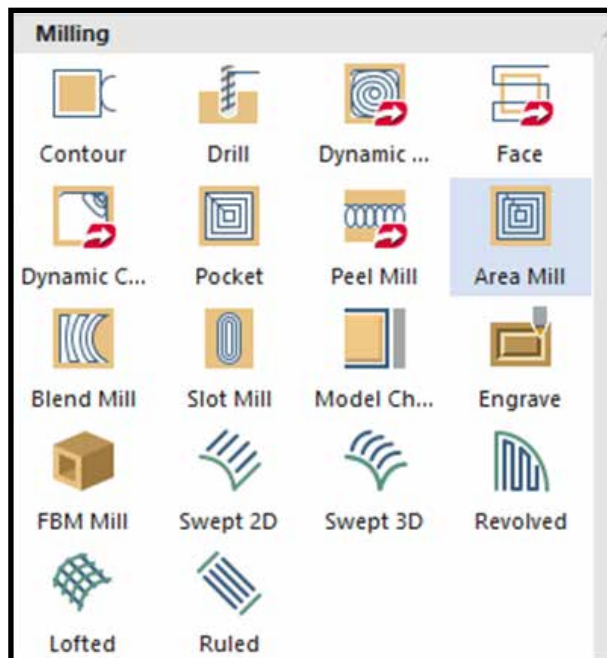 Milling
Contour Drill Dynamic ... Face
Dynamic C... Pocket Peel Mill Area Mill
Blend Mill Slot Mill Model Ch... Engrave
FBM Mill Swept 2D Swept 3D Revolved
Lofted Ruled